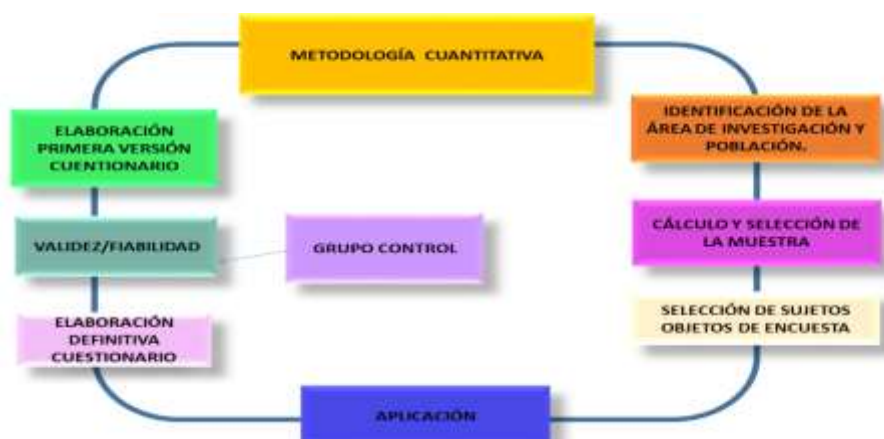 METODOLOGÍA CUANTITATIVA
ELABORACIÓN
PRIMERA VERSIÓN
CUENTIONARIO
VALIDEZ/FIABILIDAD
GRUPO CONTROL
ELABORACIÓN
DEFINITIVA
CUESTIONARIO
IDENTIFICACIÓN DE LA
ÁREA DE INVESTIGACIÓN Y
POBLACIÓN.
CÁLCULO Y SELECCIÓN DE
LA MUESTRA
SELECCIÓN DE SUJETOS
OBJETOS DE ENCUESTA
APLICACIÓN